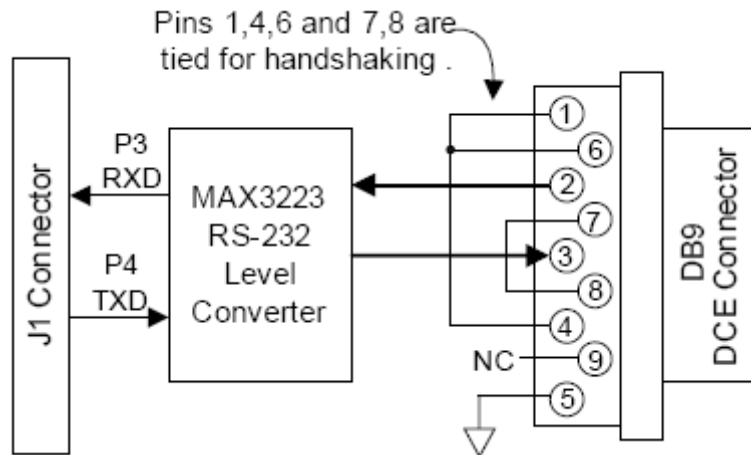 Pins 1,4,6 and 7,8 are
tied for handshaking .
J1 Connector
P3
RXD
P4
TXD
MAX3223
RS-232
Level
Converter
1
6
2
7
3
8
4
NC
9
5
DB9
DCE Connector